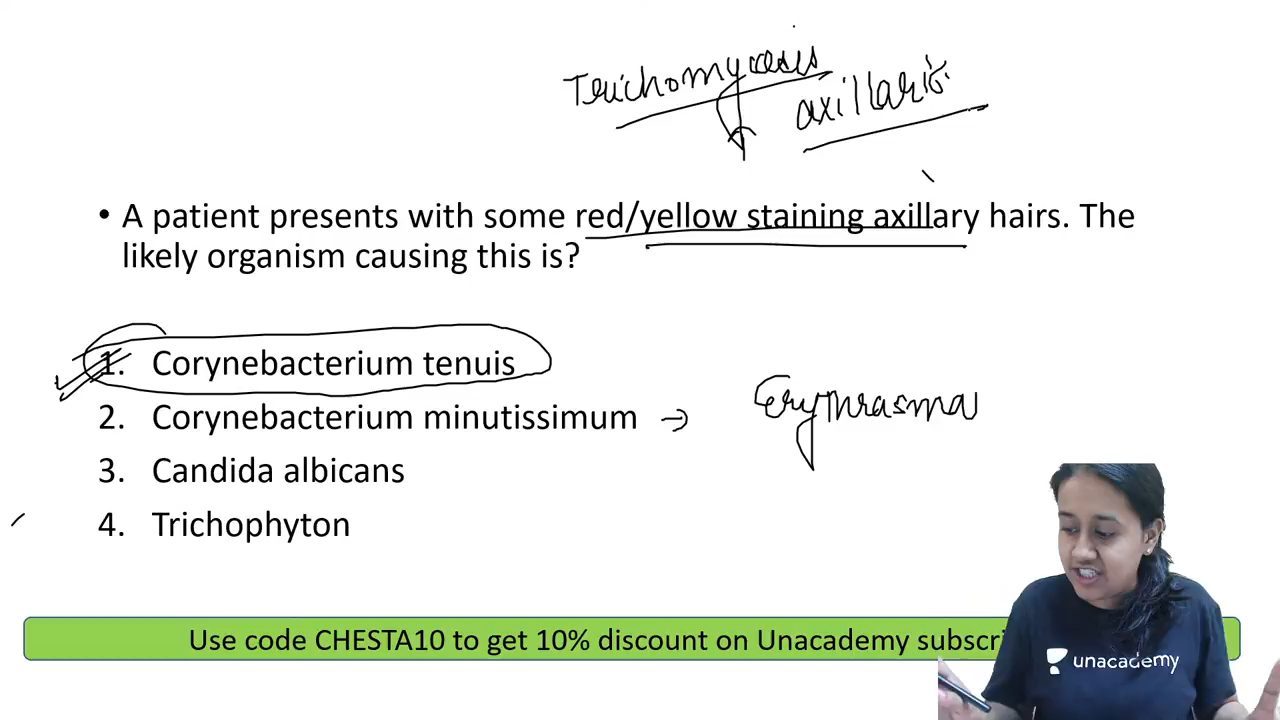 Trichomycosis
axillaris
• A patient presents with some red/yellow staining axillary hairs. The
likely organism causing this is?
1. Corynebacterium tenuis
2. Corynebacterium minutissimum → Erythrasma
3. Candida albicans
4. Trichophyton
Use code CHESTA10 to get 10% discount on Unacademy subscri
unacademy